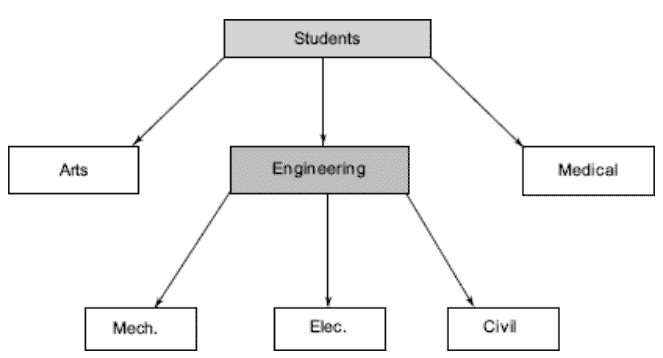 Students
Arts
Engineering
Medical
Mech.
Elec.
Civil